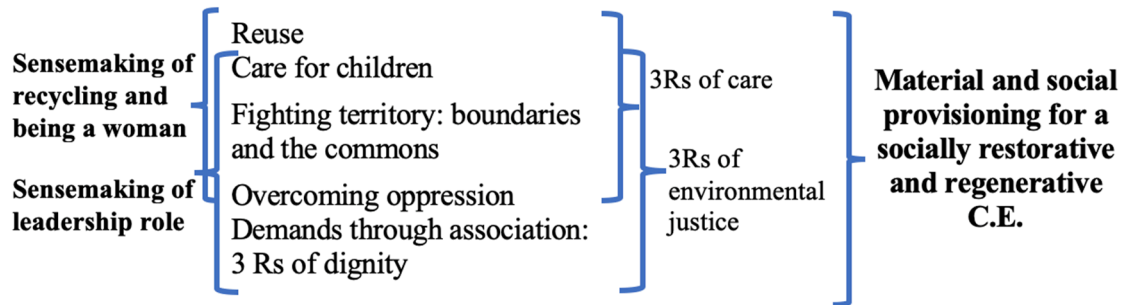 Sensemaking of
recycling and
being a woman
Sensemaking of
leadership role
Reuse
Care for children
Fighting territory: boundaries
and the commons
Overcoming oppression
Demands through association:
3 Rs of dignity
3Rs of care
3Rs of
environmental
justice
Material and social
provisioning for a
socially restorative
and regenerative
C.E.